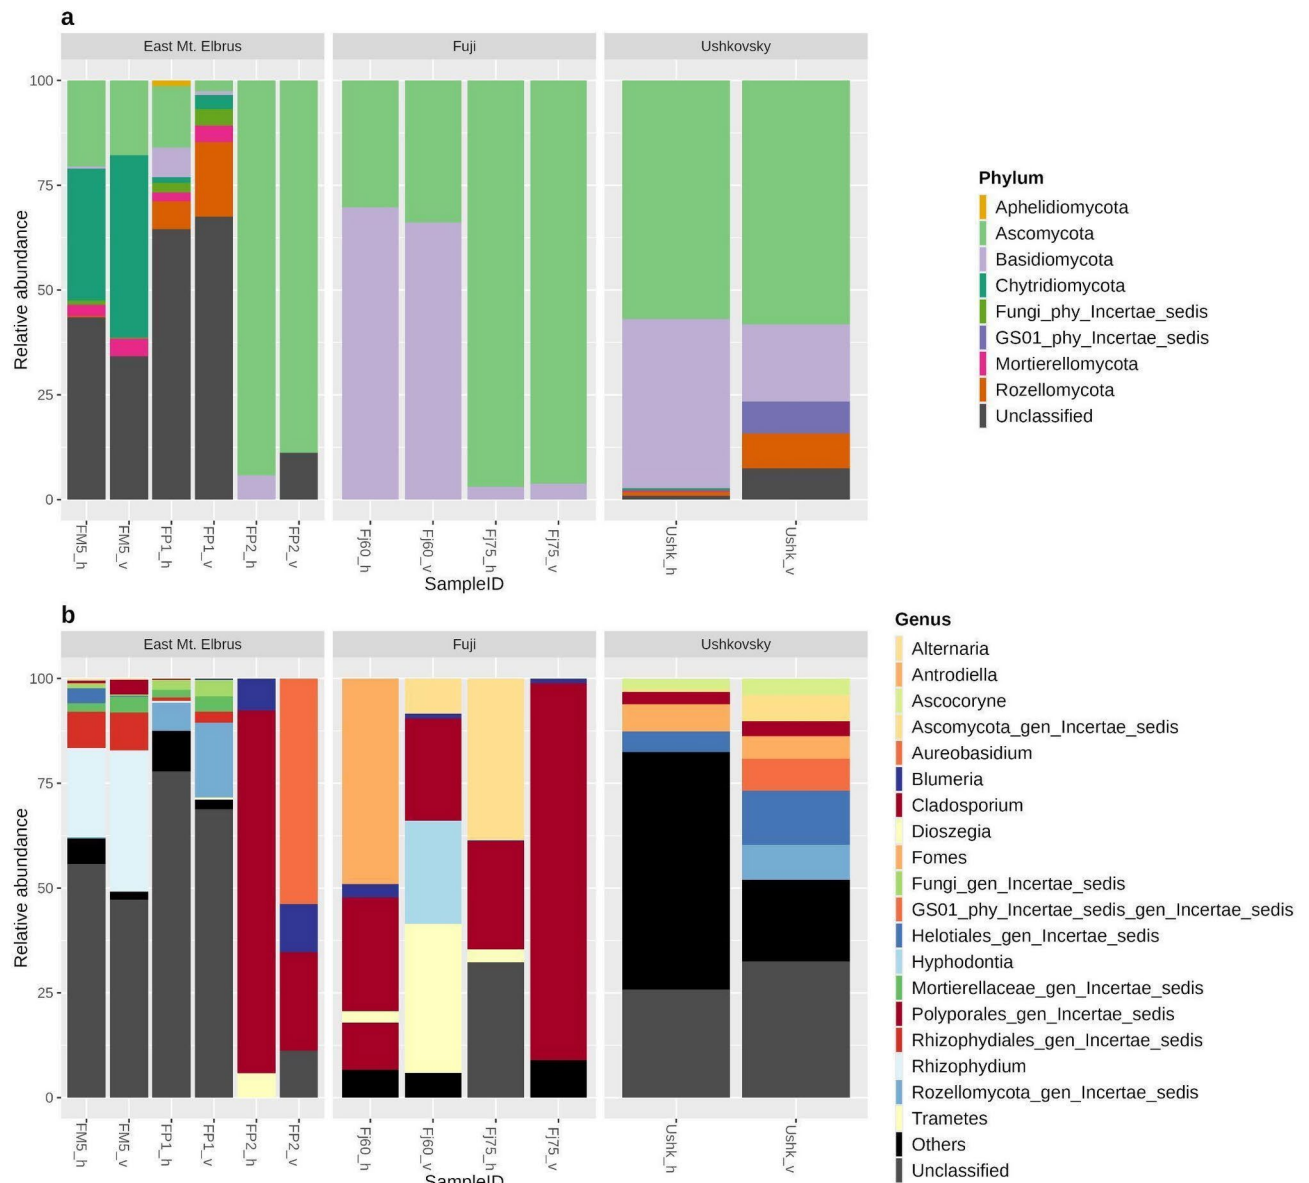 a
East Mt. Elbrus
Fuji
Ushkovsky
100
75
50
25
0
Relative abundance
FM5_h
FM5_v
FP1_h
FP1_v
FP2_h
FP2_v
Fj60_h
Fj60_v
Fj75_h
Fj75_v
Ushk_h
Ushk_v
SampleID
Phylum
Aphelidiomycota
Ascomycota
Basidiomycota
Chytridiomycota
Fungi_phy_Incertae_sedis
GS01_phy_Incertae_sedis
Mortierellomycota
Rozellomycota
Unclassified
b
East Mt. Elbrus
Fuji
Ushkovsky
100
75
50
25
0
Relative abundance
FM5_h
FM5_v
FP1_h
FP1_v
FP2_h
FP2_v
Fj60_h
Fj60_v
Fj75_h
Fj75_v
Ushk_h
Ushk_v
SampleID
Genus
Alternaria
Antrodiella
Ascocoryne
Ascomycota_gen_Incertae_sedis
Aureobasidium
Blumeria
Cladosporium
Dioszegia
Fomes
Fungi_gen_Incertae_sedis
GS01_phy_Incertae_sedis_gen_Incertae_sedis
Helotiales_gen_Incertae_sedis
Hyphodontia
Mortierellaceae_gen_Incertae_sedis
Polyporales_gen_Incertae_sedis
Rhizophydiales_gen_Incertae_sedis
Rhizophydium
Rozellomycota_gen_Incertae_sedis
Trametes
Others
Unclassified